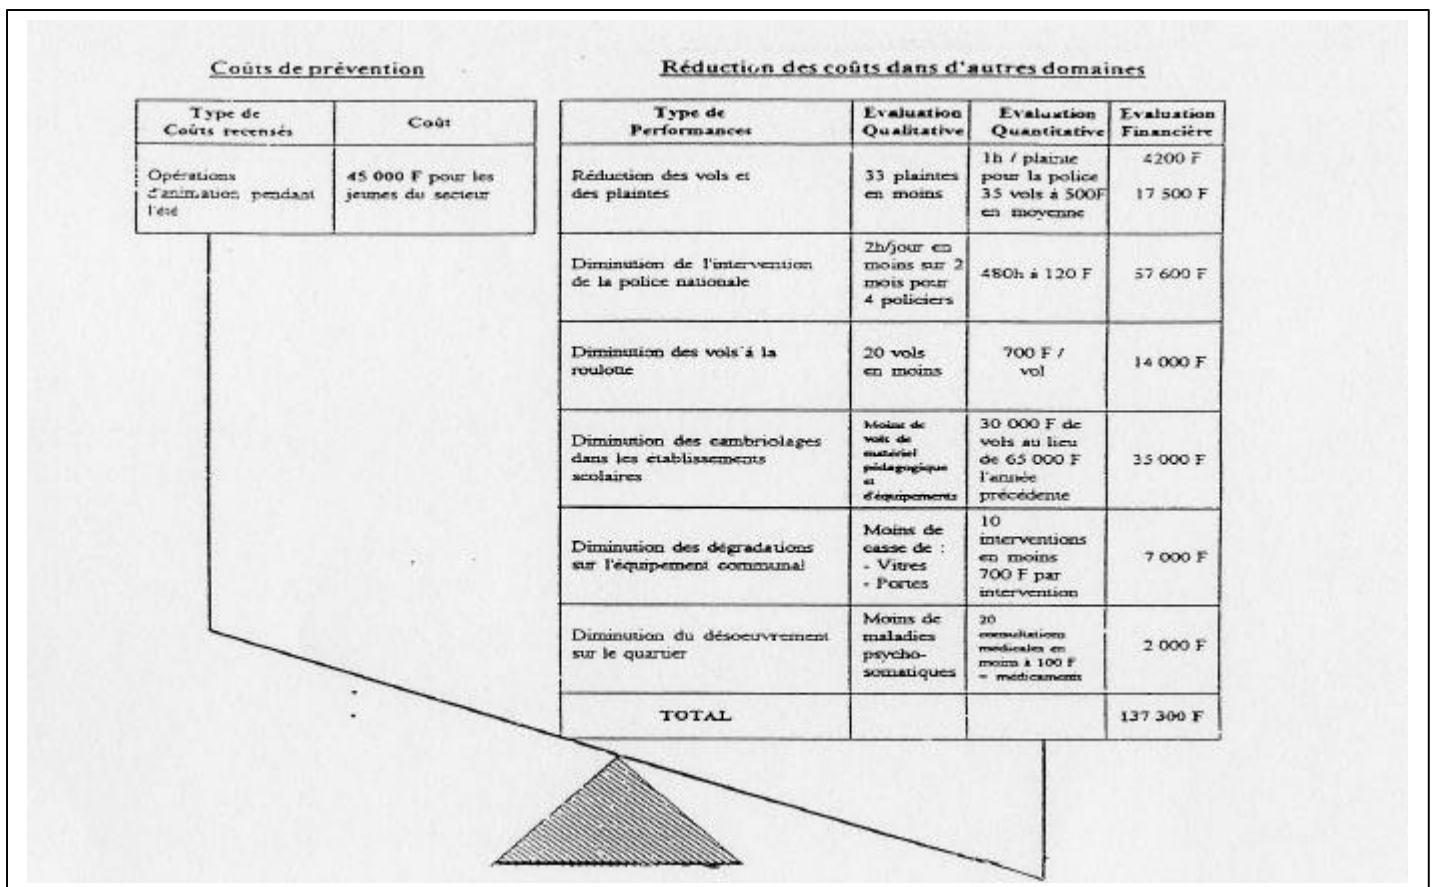 Coûts de prévention
Type de
Coûts recensés
Coût
Opérations
d'animation pendant
l'été
45 000 F pour les
jeunes du secteur
Réduction des coûts dans d'autres domaines
Type de
Performances
Evaluation
Qualitative
Evaluation
Quantitative
Evaluation
Financière
Réduction des vols et
des plaintes
33 plaintes
en moins
1h / plainte
pour la police
35 vols à 500F
en moyenne
4200 F
17 500 F
Diminution de l'intervention
de la police nationale
2h/jour en
moins sur 2
mois pour
4 policiers
480h à 120 F
57 600 F
Diminution des vols à la
roulotte
20 vols
en moins
700 F /
vol
14 000 F
Diminution des cambriolages
dans les établissements
scolaires
Moins de
vols de
matériel
pédagogique
et
d'équipements
30 000 F de
vols au lieu
de 65 000 F
l'année
précédente
35 000 F
Diminution des dégradations
sur l'équipement communal
Moins de
casse de :
- Vitres
- Portes
10
interventions
en moins
700 F par
intervention
7 000 F
Diminution du désoeuvrement
sur le quartier
Moins de
maladies
psycho-
somatiques
20
consultations
médicales en
moins à 100 F
médicaments
2 000 F
TOTAL
137 300 F